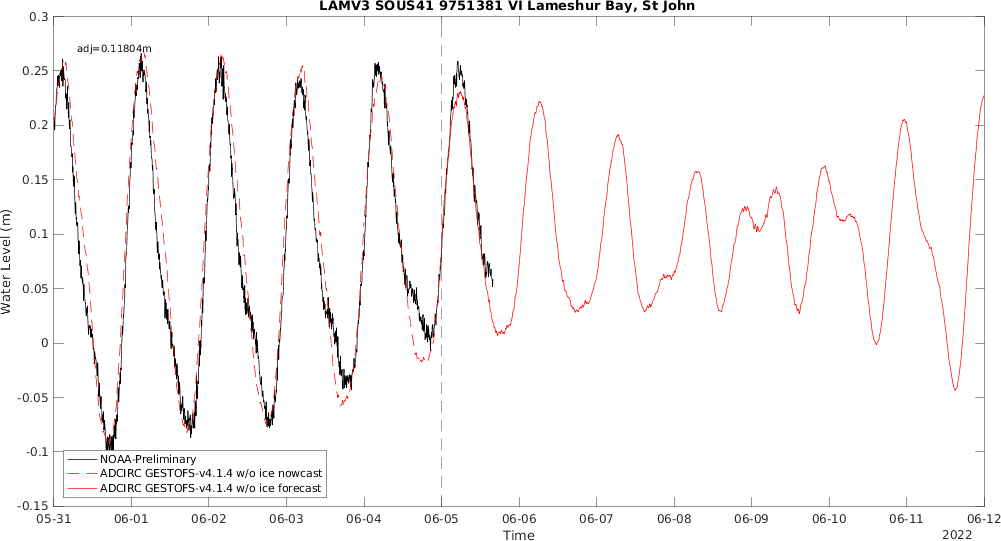 LAMV3 SOUS41 9751381 VI Lameshur Bay, St John
adj=0.11804m
Water Level (m)
0.3
0.25
0.2
0.15
0.1
0.05
0
-0.05
-0.1
-0.15
NOAA-Preliminary
ADCIRC GESTOFS-v4.1.4 w/o ice nowcast
ADCIRC GESTOFS-v4.1.4 w/o ice forecast
05-31 06-01 06-02 06-03 06-04 06-05 06-06 06-07 06-08 06-09 06-10 06-11 06-12
Time
2022